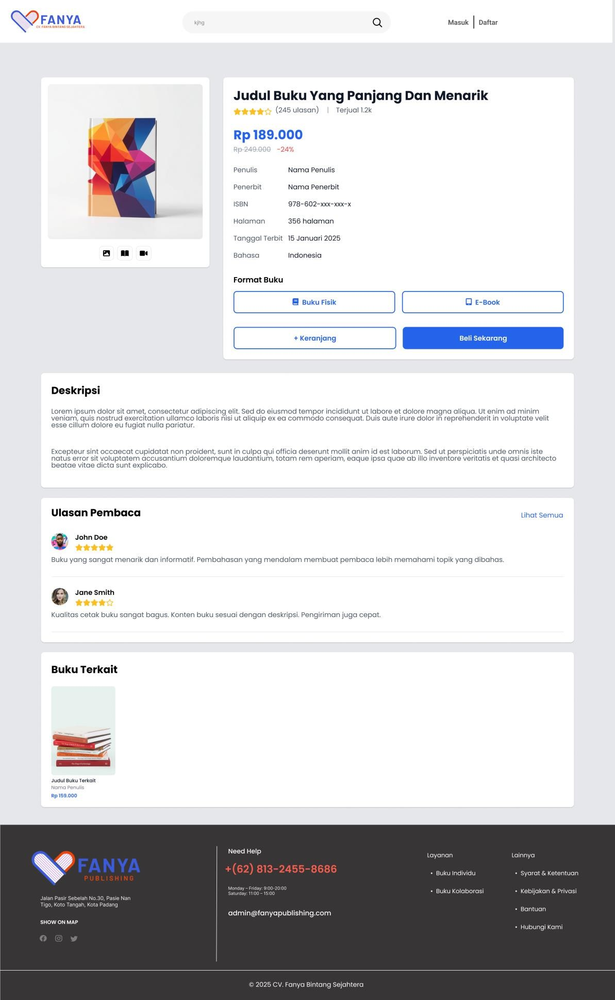 FANYA
CV. FANYA BINTANG SEJAHTERA
kjhg
Masuk
Daftar
Judul Buku Yang Panjang Dan Menarik
(245 ulasan) | Terjual 1.2k
Rp 189.000
Rp 249.000 -24%
Penulis Nama Penulis
Penerbit Nama Penerbit
ISBN 978-602-xxx-xxx-x
Halaman 356 halaman
Tanggal Terbit 15 Januari 2025
Bahasa Indonesia
Format Buku
Buku Fisik
E-Book
+ Keranjang
Beli Sekarang
Deskripsi
Lorem ipsum dolor sit amet, consectetur adipiscing elit. Sed do eiusmod tempor incididunt ut labore et dolore magna aliqua. Ut enim ad minim
veniam, quis nostrud exercitation ullamco laboris nisi ut aliquip ex ea commodo consequat. Duis aute irure dolor in reprehenderit in voluptate velit
esse cillum dolore eu fugiat nulla pariatur.
Excepteur sint occaecat cupidatat non proident, sunt in culpa qui officia deserunt mollit anim id est laborum. Sed ut perspiciatis unde omnis iste
natus error sit voluptatem accusantium doloremque laudantium, totam rem aperiam, eaque ipsa quae ab illo inventore veritatis et quasi architecto
beatae vitae dicta sunt explicabo.
Ulasan Pembaca
Lihat Semua
John Doe
Buku yang sangat menarik dan informatif. Pembahasan yang mendalam membuat pembaca lebih memahami topik yang dibahas.
Jane Smith
Kualitas cetak buku sangat bagus. Konten buku sesuai dengan deskripsi. Pengiriman juga cepat.
Buku Terkait
Judul Buku Terkait
Nama Penulis
Rp 159.000
FANYA
PUBLISHING
Jalan Pasir Sebelah No.30, Pasie Nan
Tigo, Koto Tangah, Kota Padang
SHOW ON MAP
Need Help
+(62) 813-2455-8686
Monday – Friday: 9:00-20:00
Saturday: 11:00 – 15:00
admin@fanyapublishing.com
Layanan
• Buku Individu
• Buku Kolaborasi
Lainnya
• Syarat & Ketentuan
• Kebijakan & Privasi
• Bantuan
• Hubungi Kami
© 2025 CV. Fanya Bintang Sejahtera